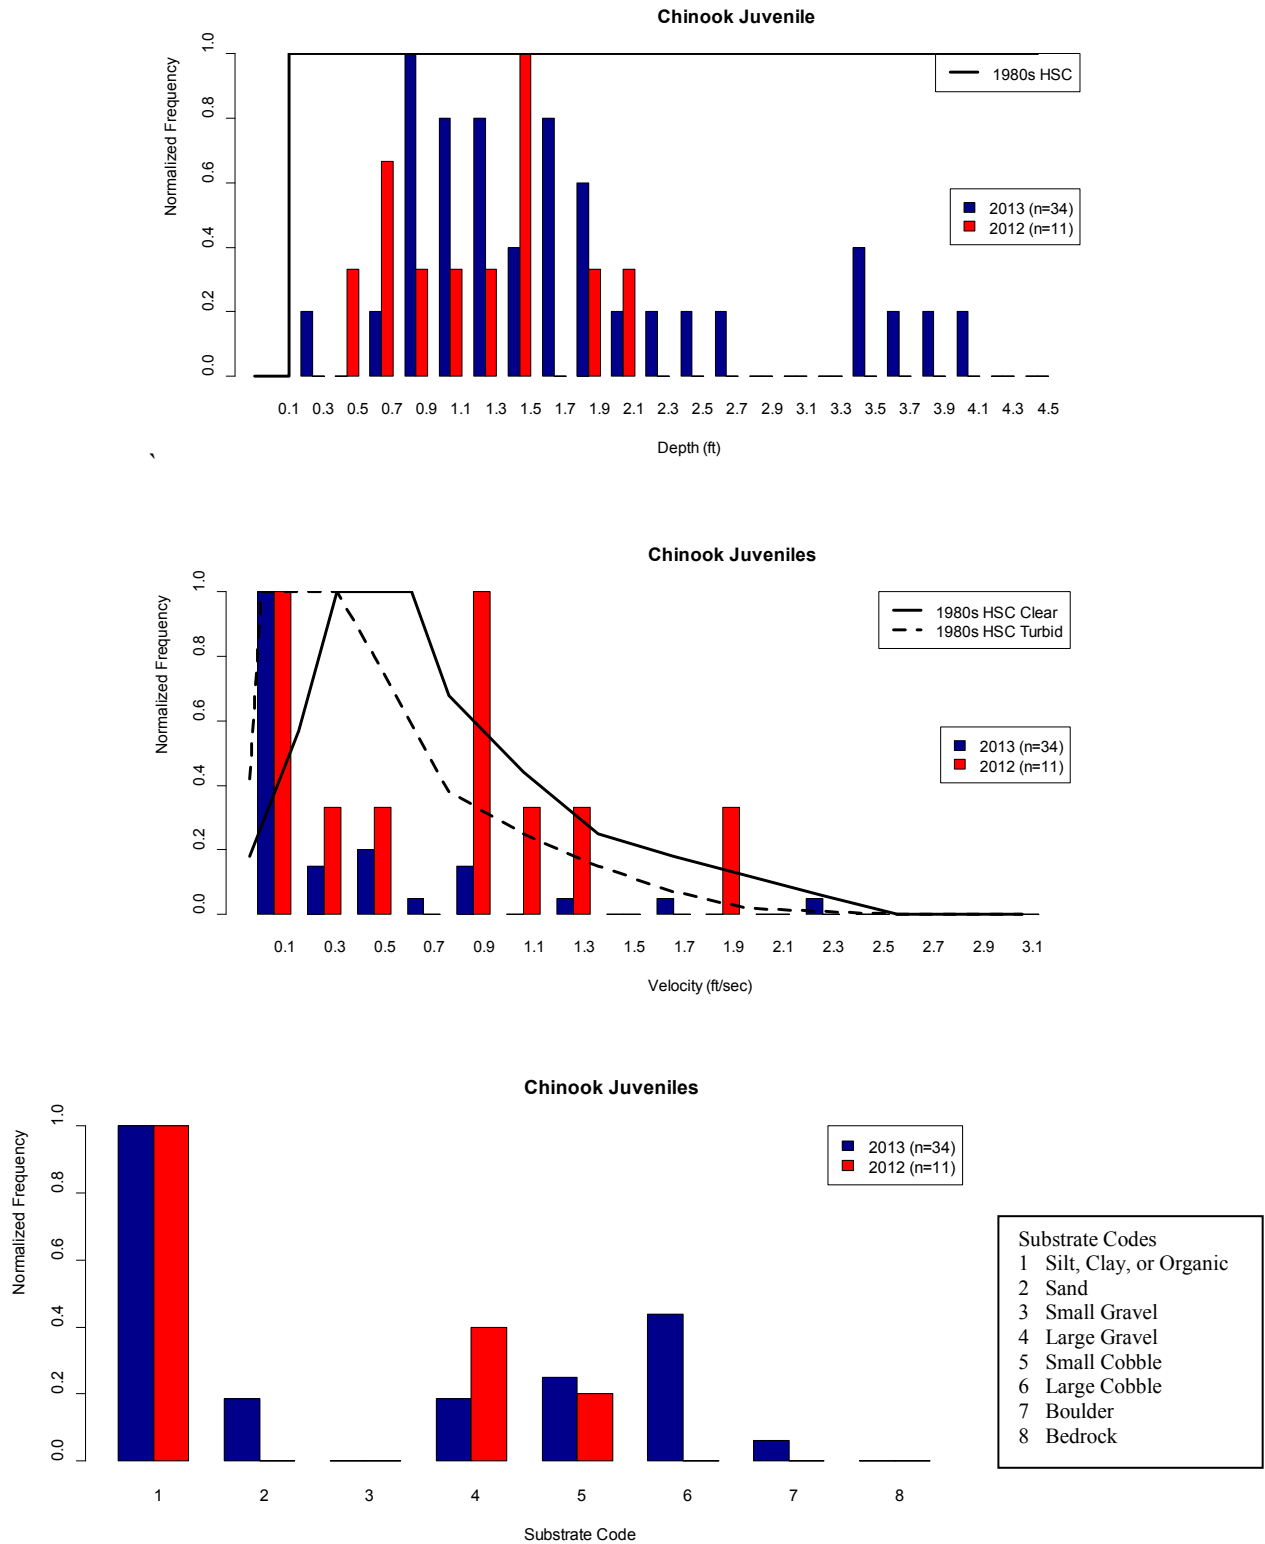 Chinook Juvenile
Normalized Frequency
1.0
0.8
0.6
0.4
0.2
0.0
1980s HSC
2013 (n=34)
2012 (n=11)
0.1 0.3 0.5 0.7 0.9 1.1 1.3 1.5 1.7 1.9 2.1 2.3 2.5 2.7 2.9 3.1 3.3 3.5 3.7 3.9 4.1 4.3 4.5
Depth (ft)
`
Chinook Juveniles
Normalized Frequency
1.0
0.8
0.6
0.4
0.2
0.0
1980s HSC Clear
1980s HSC Turbid
2013 (n=34)
2012 (n=11)
0.1 0.3 0.5 0.7 0.9 1.1 1.3 1.5 1.7 1.9 2.1 2.3 2.5 2.7 2.9 3.1
Velocity (ft/sec)
Chinook Juveniles
Normalized Frequency
1.0
0.8
0.6
0.4
0.2
0.0
2013 (n=34)
2012 (n=11)
1 2 3 4 5 6 7 8
Substrate Code
Substrate Codes
1 Silt, Clay, or Organic
2 Sand
3 Small Gravel
4 Large Gravel
5 Small Cobble
6 Large Cobble
7 Boulder
8 Bedrock